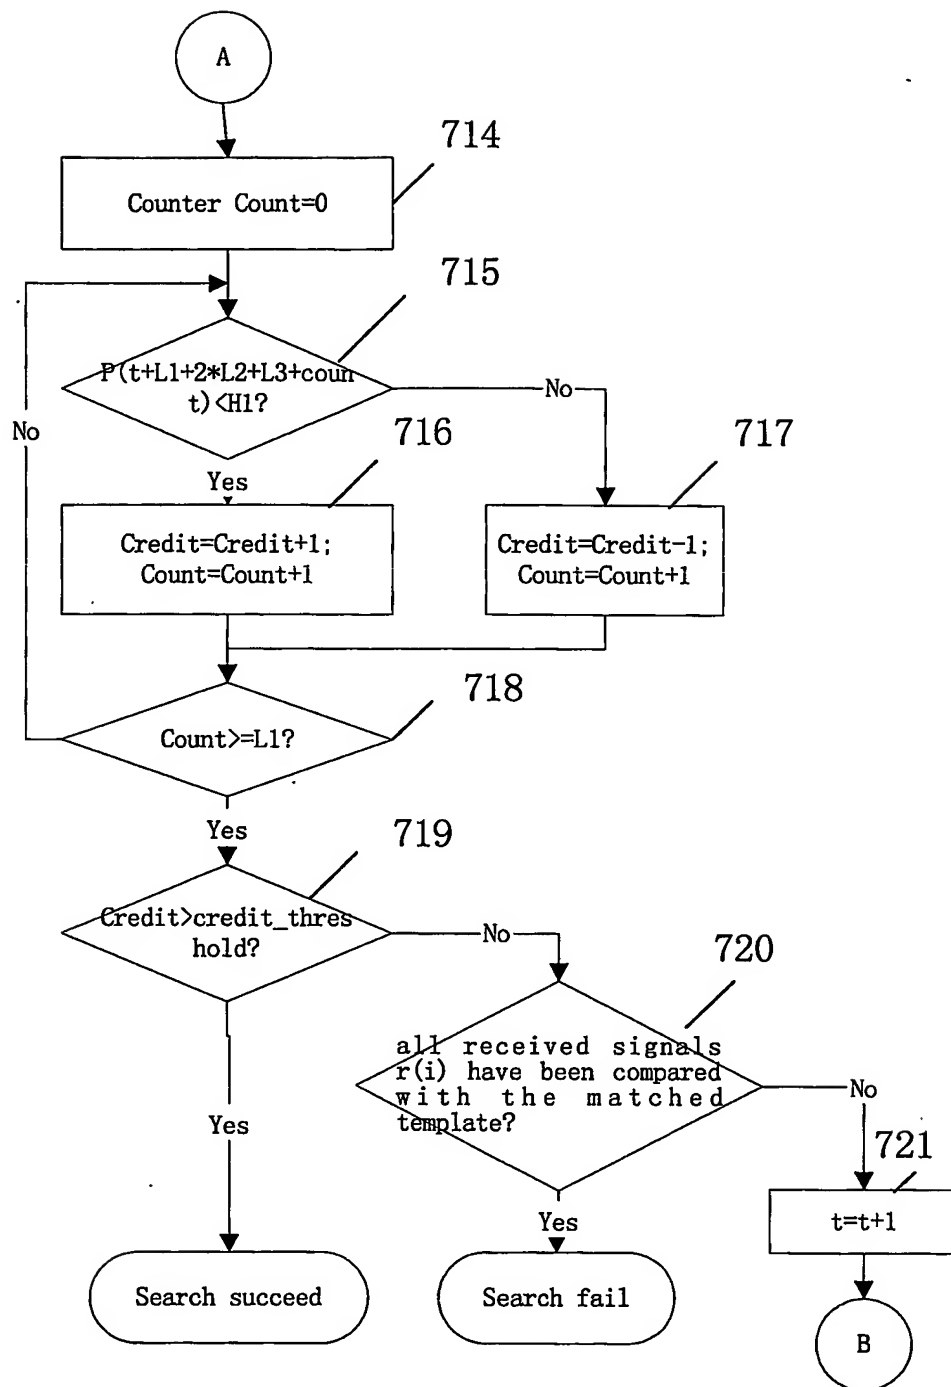 A
714
Counter Count=0
715
P(t+L1+2*L2+L3+coun
t)<H1?
No
No
716
717
Yes
Credit=Credit+1;
Count=Count+1
Credit=Credit-1;
Count=Count+1
718
Count>=L1?
Yes
719
Credit>credit_thres
hold?
No
720
all received signals
r(i) have been compared
with the matched
template?
No
Yes
721
Yes
t=t+1
Search succeed
Search fail
B